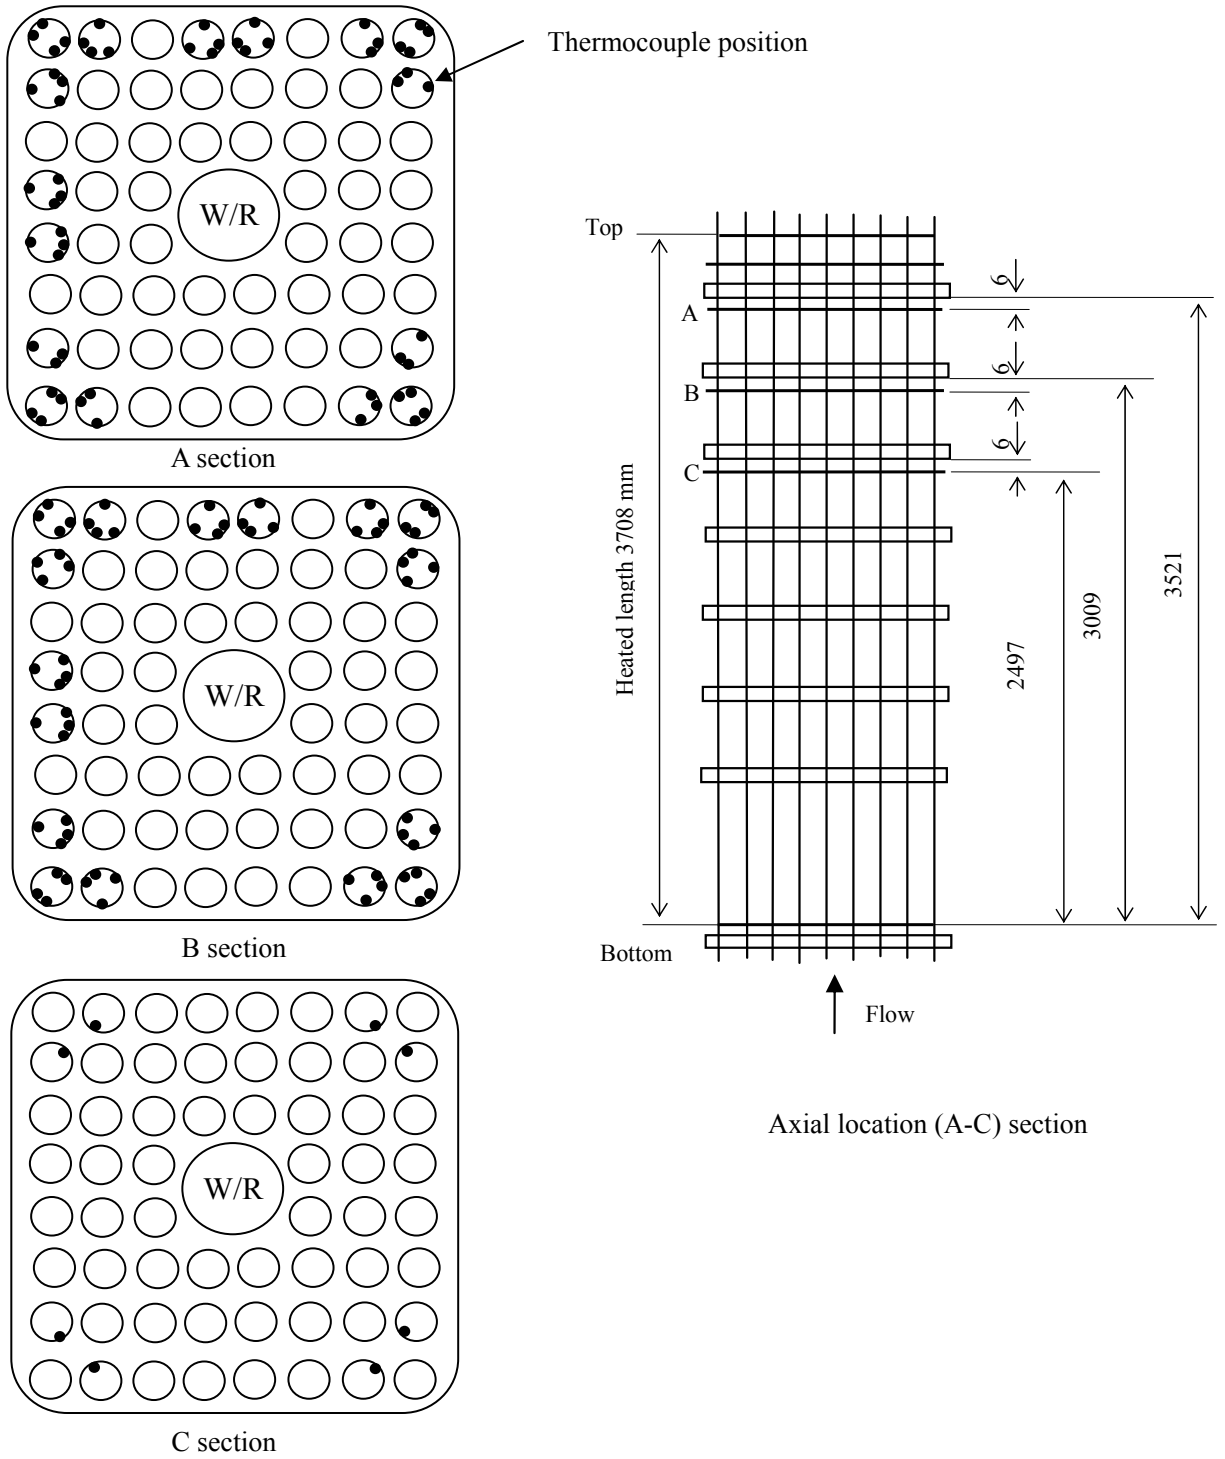 Thermocouple position
W/R
A section
W/R
B section
W/R
C section
Top
A
6
B
6
C
6
Heated length 3708 mm
2497
3009
3521
Bottom
Flow
Axial location (A-C) section